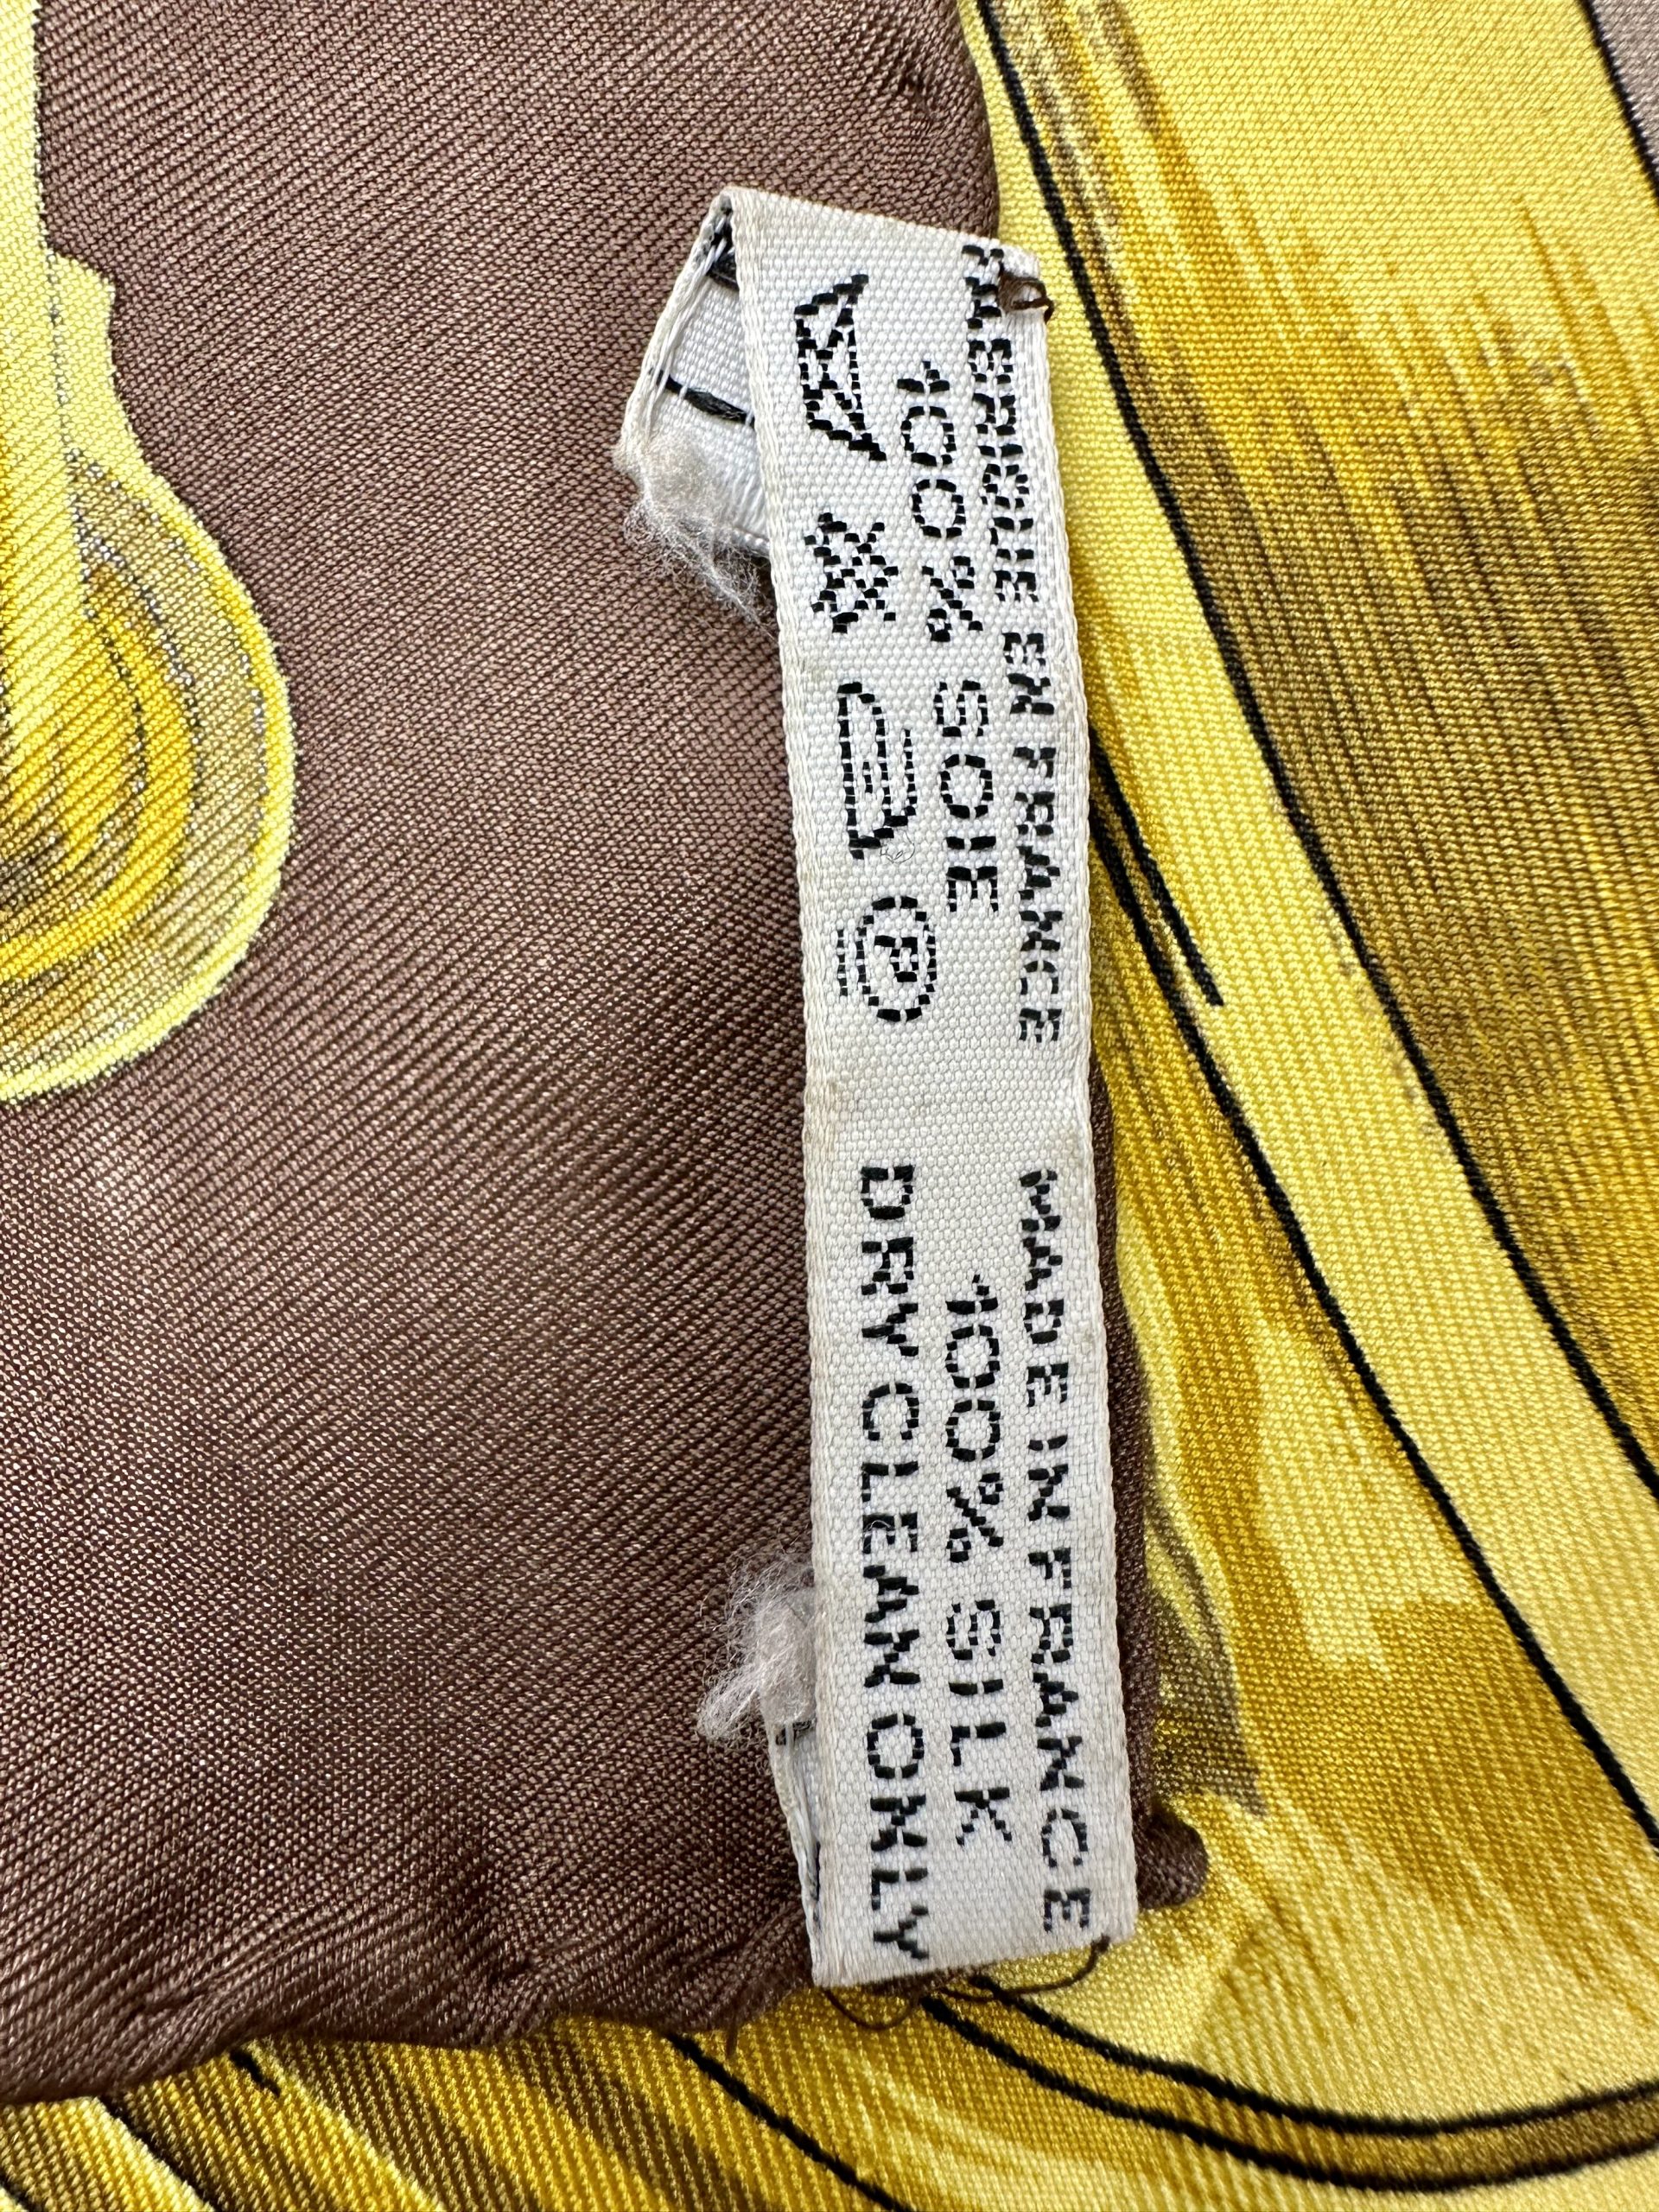 FABRIQUE EN FRANCE
100% SOIE
P
MADE IN FRANCE
100% SILK
DRY CLEAN ONLY